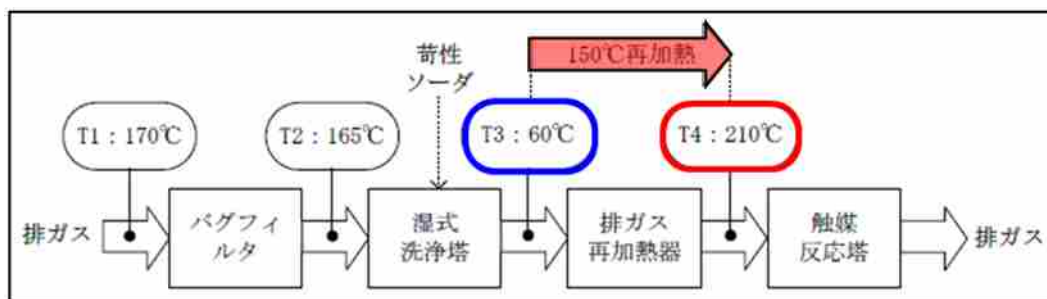 150℃再加熱
苛性
ソーダ
T1：170℃
T2：165℃
T3：60℃
T4：210℃
排ガス
バグフィ
ルタ
湿式
洗浄塔
排ガス
再加熱器
触媒
反応塔
排ガス